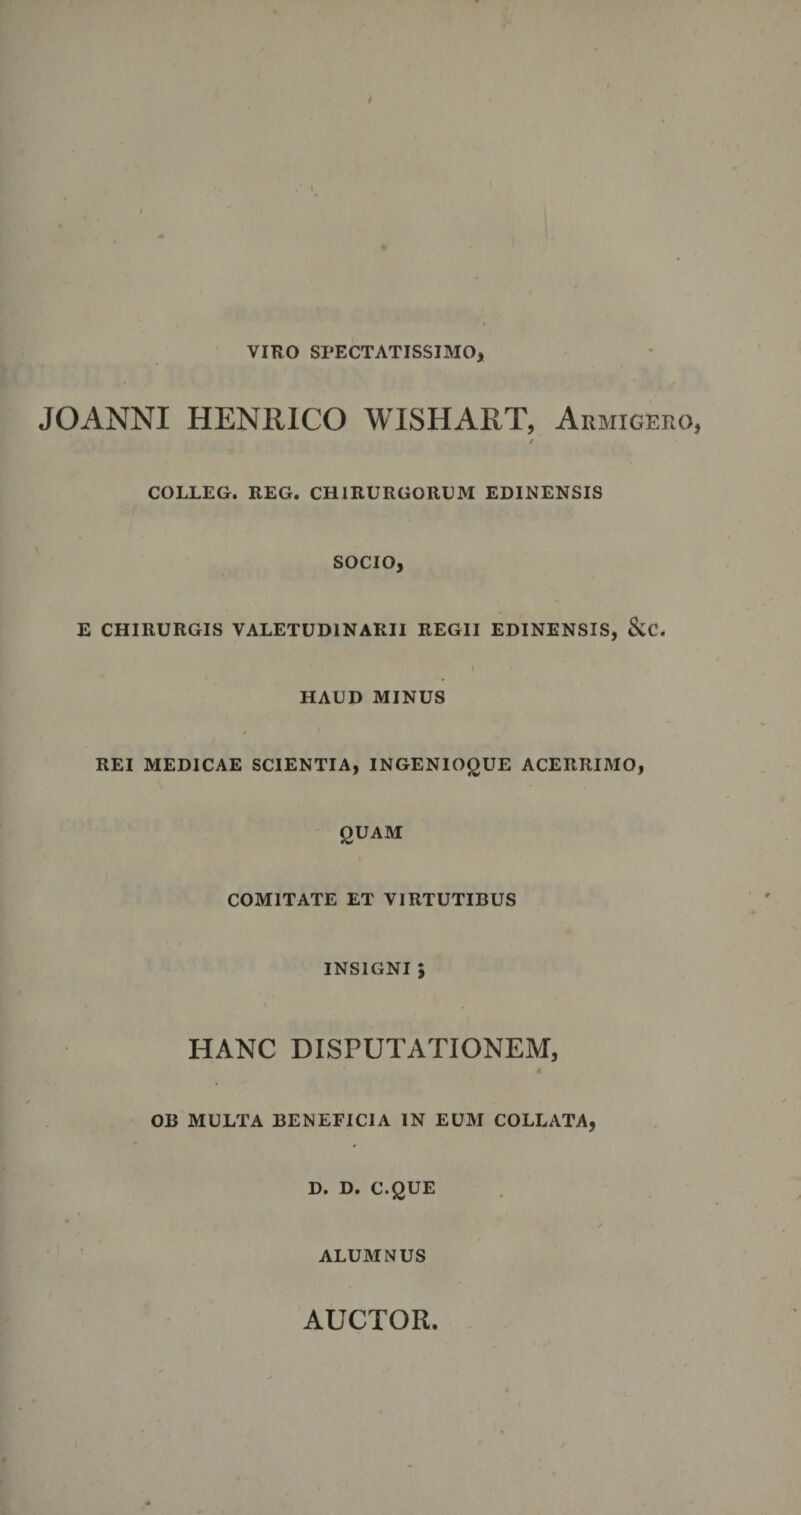 VIRO SPECTATISSIMO,
JOANNI HENRICO WISHART, ARMIGERO,
COLLEG. REG. CHIRURGORUM EDINENSIS
SOCIO,
E CHIRURGIS VALETUDINARII REGII EDINENSIS, &c.
HAUD MINUS
REI MEDICAE SCIENTIA, INGENIOQUE ACERRIMO,
QUAM
COMITATE ET VIRTUTIBUS
INSIGNI;
HANC DISPUTATIONEM,
OB MULTA BENEFICIA IN EUM COLLATA,
D. D. C.QUE
ALUMNUS
AUCTOR.